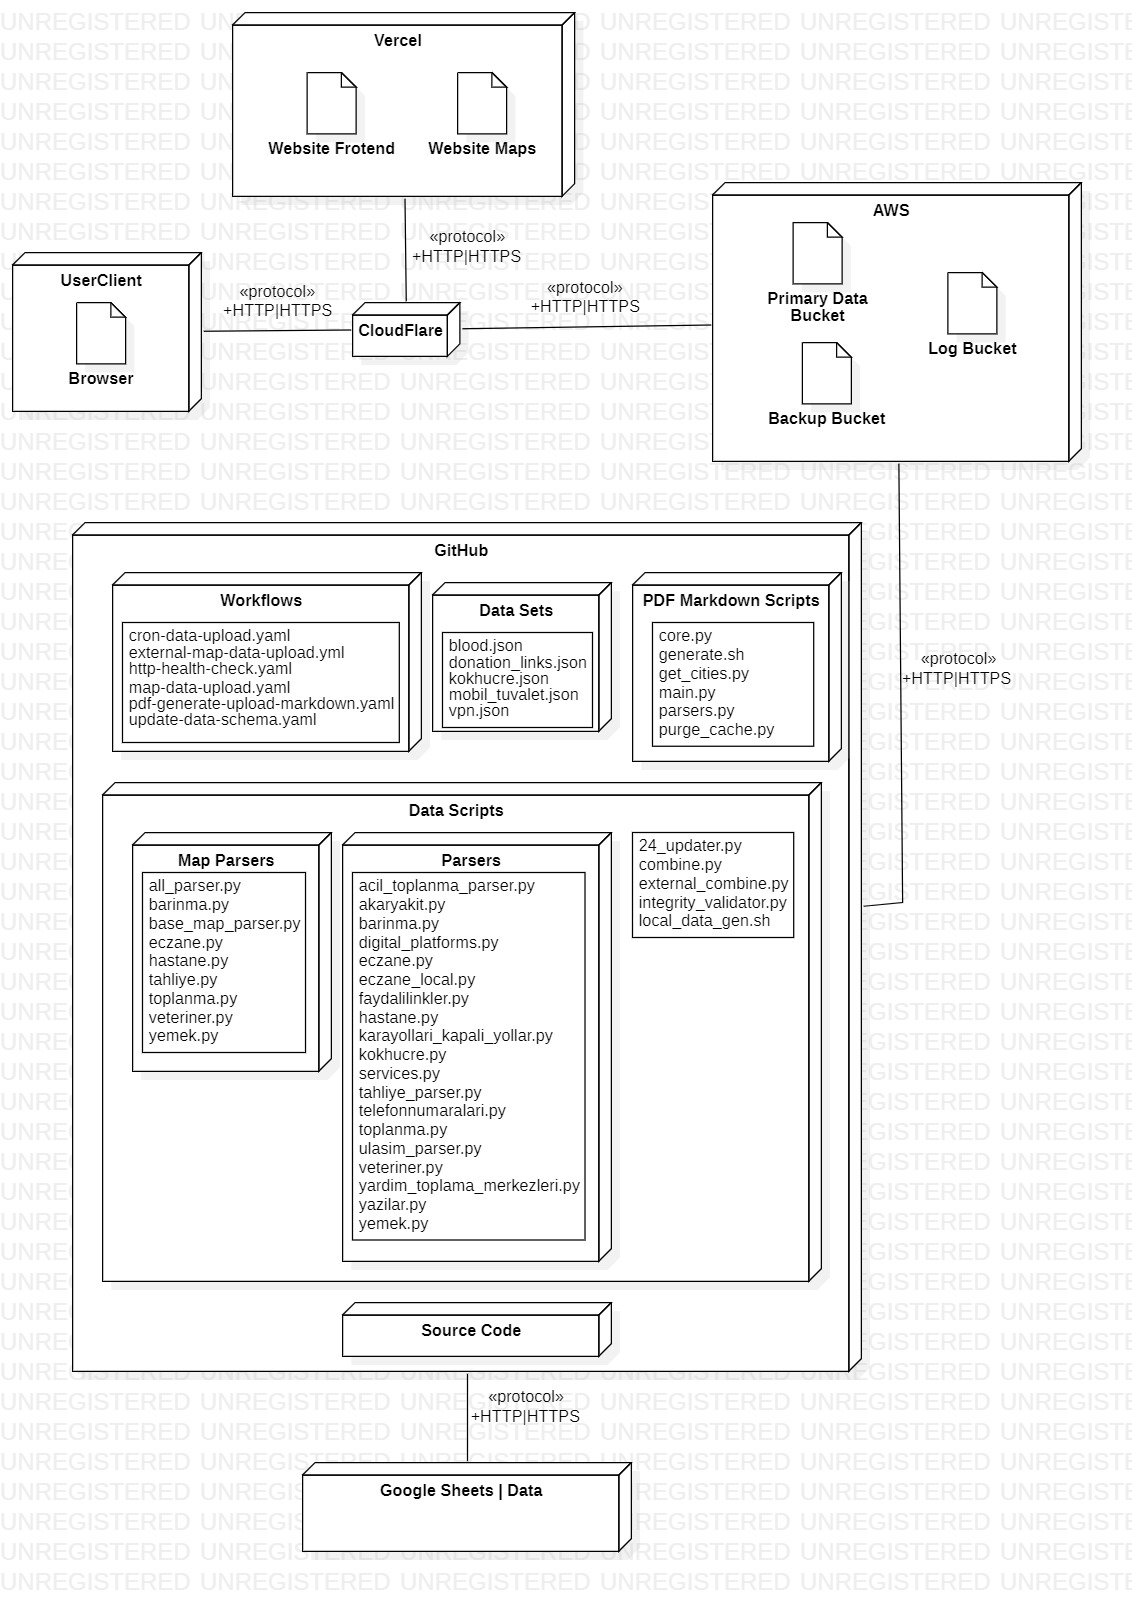 Vercel
Website Frotend
Website Maps
«protocol»
+HTTP|HTTPS
UserClient
Browser
«protocol»
+HTTP|HTTPS
CloudFlare
«protocol»
+HTTP|HTTPS
AWS
Primary Data
Bucket
Log Bucket
Backup Bucket
«protocol»
+HTTP|HTTPS
GitHub
Workflows
cron-data-upload.yaml
external-map-data-upload.yml
http-health-check.yaml
map-data-upload.yaml
pdf-generate-upload-markdown.yaml
update-data-schema.yaml
Data Sets
blood.json
donation_links.json
kokhucre.json
mobil_tuvalet.json
vpn.json
PDF Markdown Scripts
core.py
generate.sh
get_cities.py
main.py
parsers.py
purge_cache.py
Data Scripts
Map Parsers
all_parser.py
barinma.py
base_map_parser.py
eczane.py
hastane.py
tahliye.py
toplanma.py
veteriner.py
yemek.py
Parsers
acil_toplanma_parser.py
akaryakit.py
barinma.py
digital_platforms.py
eczane.py
eczane_local.py
faydalilinkler.py
hastane.py
karayollari_kapali_yollar.py
kokhucre.py
services.py
tahliye_parser.py
telefonnumaralari.py
toplanma.py
ulasim_parser.py
veteriner.py
yardim_toplama_merkezleri.py
yazilar.py
yemek.py
24_updater.py
combine.py
external_combine.py
integrity_validator.py
local_data_gen.sh
Source Code
«protocol»
+HTTP|HTTPS
Google Sheets | Data
UNREGISTERED